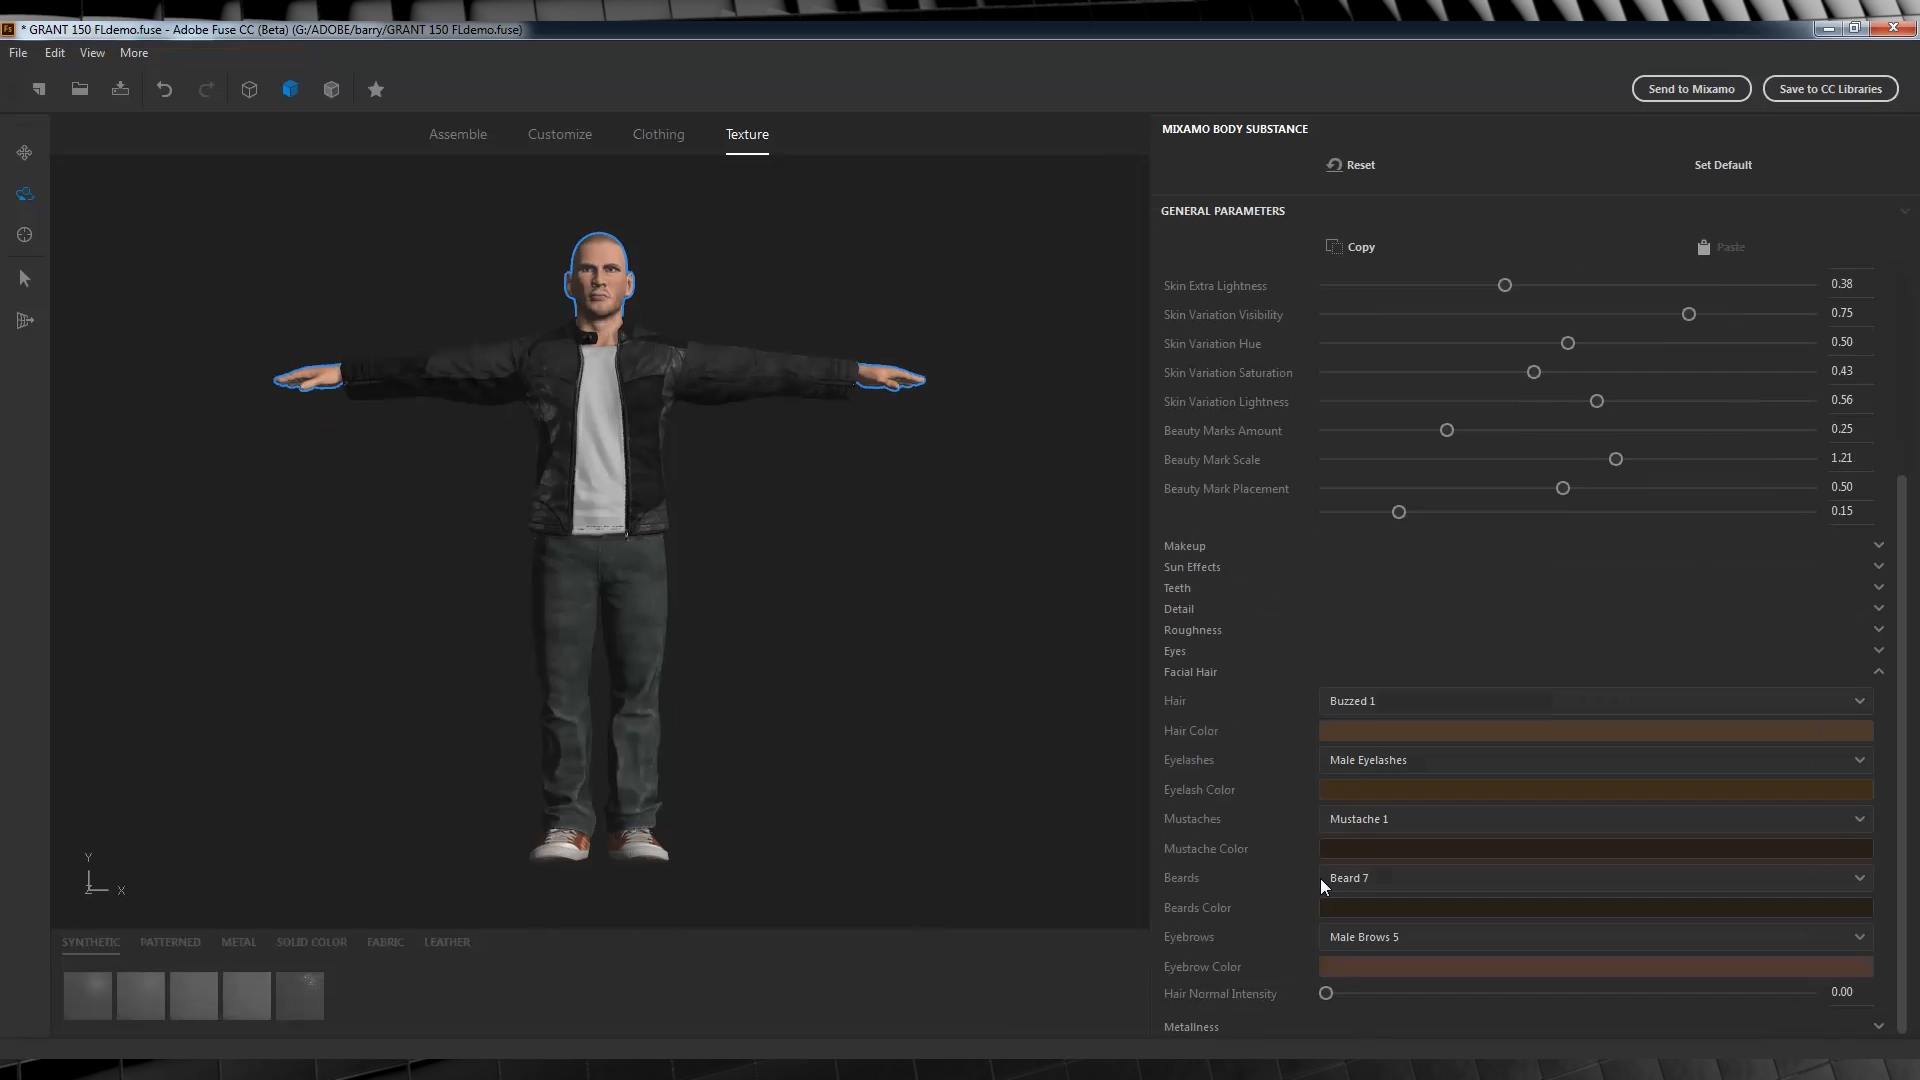 Fs * GRANT 150 FLdemo.fuse - Adobe Fuse CC (Beta) (G:/ADOBE/barry/GRANT 150 FLdemo.fuse)
File Edit View More
Send to Mixamo Save to CC Libraries
Assemble Customize Clothing Texture
MIXAMO BODY SUBSTANCE
Reset Set Default
GENERAL PARAMETERS
Copy Paste
Skin Extra Lightness 0.38
Skin Variation Visibility 0.75
Skin Variation Hue 0.50
Skin Variation Saturation 0.43
Skin Variation Lightness 0.56
Beauty Marks Amount 0.25
Beauty Mark Scale 1.21
Beauty Mark Placement 0.50
0.15
Makeup
Sun Effects
Teeth
Detail
Roughness
Eyes
Facial Hair
Hair Buzzed 1
Hair Color
Eyelashes Male Eyelashes
Eyelash Color
Mustaches Mustache 1
Mustache Color
Beards Beard 7
Beards Color
Eyebrows Male Brows 5
Eyebrow Color
Hair Normal Intensity 0.00
Metallness
Y
Z X
SYNTHETIC PATTERNED METAL SOLID COLOR FABRIC LEATHER